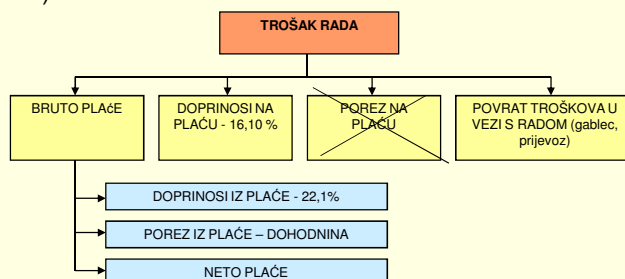 TROŠAK RADA
BRUTO PLAćE
DOPRINOSI NA
PLAĆU - 16,10 %
POREZ NA
PLAĆU
POVRAT TROŠKOVA U
VEZI S RADOM (gablec,
prijevoz)
DOPRINOSI IZ PLAĆE - 22,1%
POREZ IZ PLAĆE – DOHODNINA
NETO PLAĆE